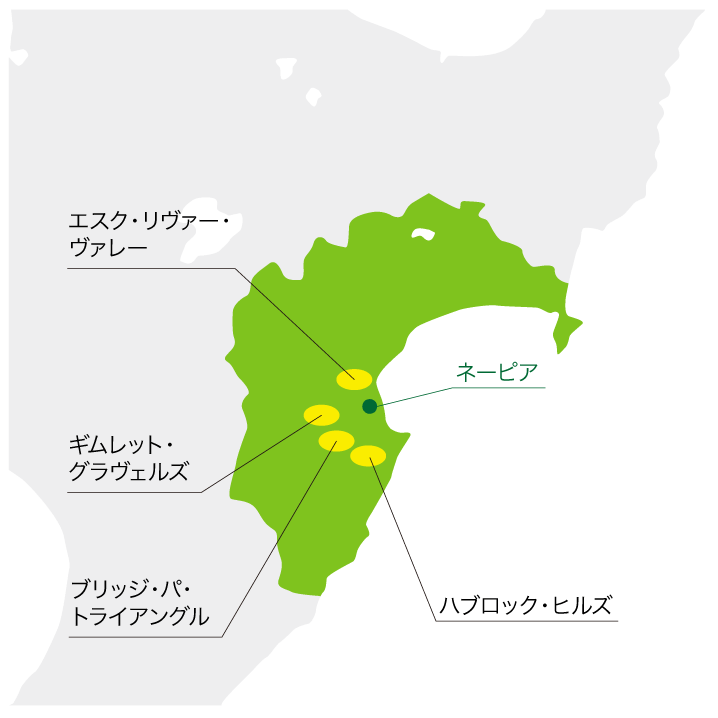 エスク・リヴァー・
ヴァレー
ネーピア
ギムレット・
グラヴェルズ
ブリッジ・パ・
トライアングル
ハブロック・ヒルズ